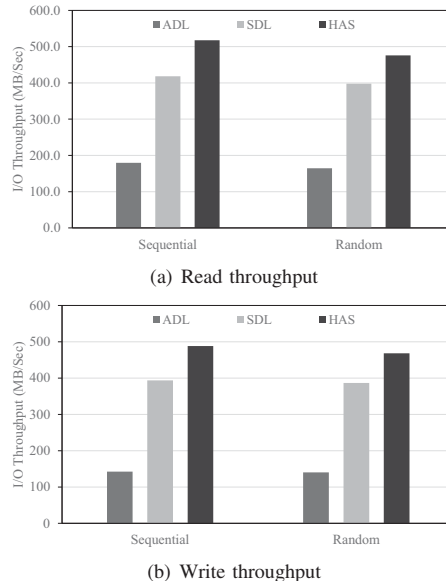 600.0
ADL SDL HAS
500.0
400.0
300.0
200.0
100.0
0.0
I/O Throughput (MB/Sec)
Sequential Random
(a) Read throughput
600
ADL SDL HAS
500
400
300
200
100
0
I/O Throughput (MB/Sec)
Sequential Random
(b) Write throughput